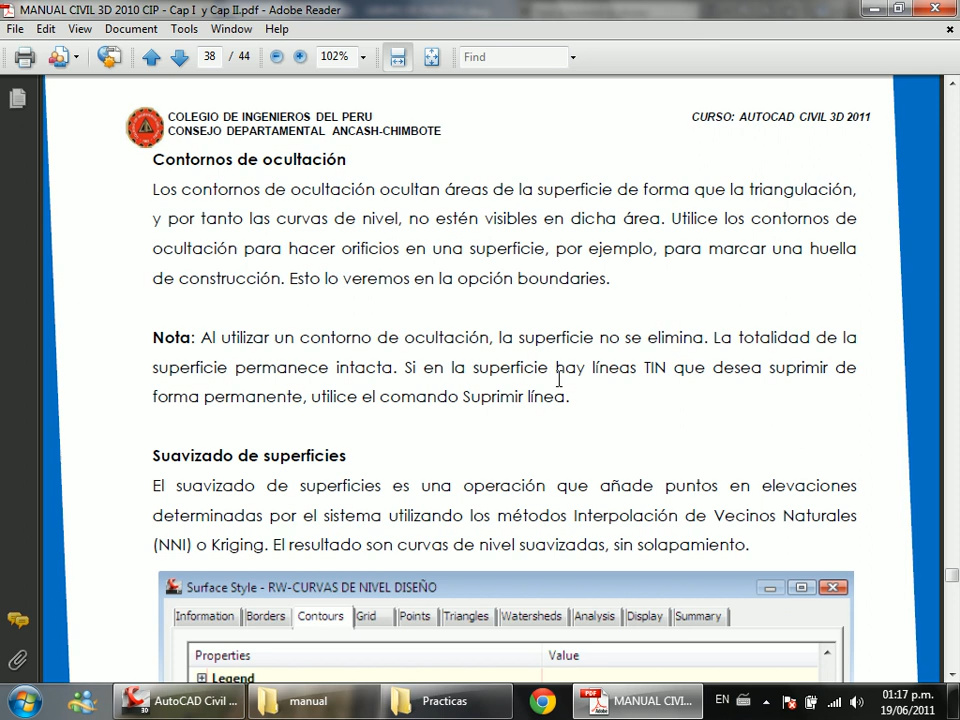 MANUAL CIVIL 3D 2010 CIP - Cap I y Cap II.pdf - Adobe Reader
File Edit View Document Tools Window Help
38 / 44 102% Find
COLEGIO DE INGENIEROS DEL PERU
CONSEJO DEPARTAMENTAL ANCASH-CHIMBOTE
CURSO: AUTOCAD CIVIL 3D 2011
Contornos de ocultación
Los contornos de ocultación ocultan áreas de la superficie de forma que la triangulación,
y por tanto las curvas de nivel, no estén visibles en dicha área. Utilice los contornos de
ocultación para hacer orificios en una superficie, por ejemplo, para marcar una huella
de construcción. Esto lo veremos en la opción boundaries.
Nota: Al utilizar un contorno de ocultación, la superficie no se elimina. La totalidad de la
superficie permanece intacta. Si en la superficie hay líneas TIN que desea suprimir de
forma permanente, utilice el comando Suprimir línea.
Suavizado de superficies
El suavizado de superficies es una operación que añade puntos en elevaciones
determinadas por el sistema utilizando los métodos Interpolación de Vecinos Naturales
(NNI) o Kriging. El resultado son curvas de nivel suavizadas, sin solapamiento.
Surface Style - RW-CURVAS DE NIVEL DISEÑO
Information Borders Contours Grid Points Triangles Watersheds Analysis Display Summary
Properties Value
Legend
AutoCAD Civil ... manual Practicas MANUAL CIVI... EN 01:17 p.m.
19/06/2011